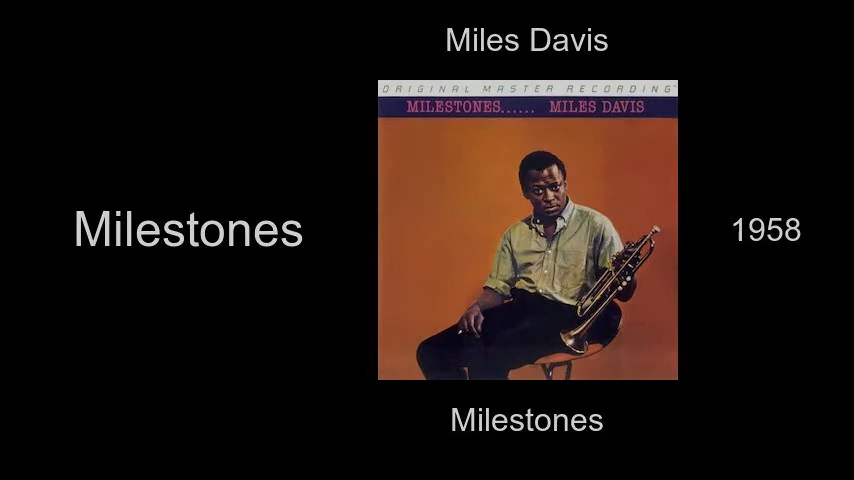 Miles Davis
ORIGINAL MASTER RECORDING
MILESTONES...... MILES DAVIS
Milestones
1958
Milestones